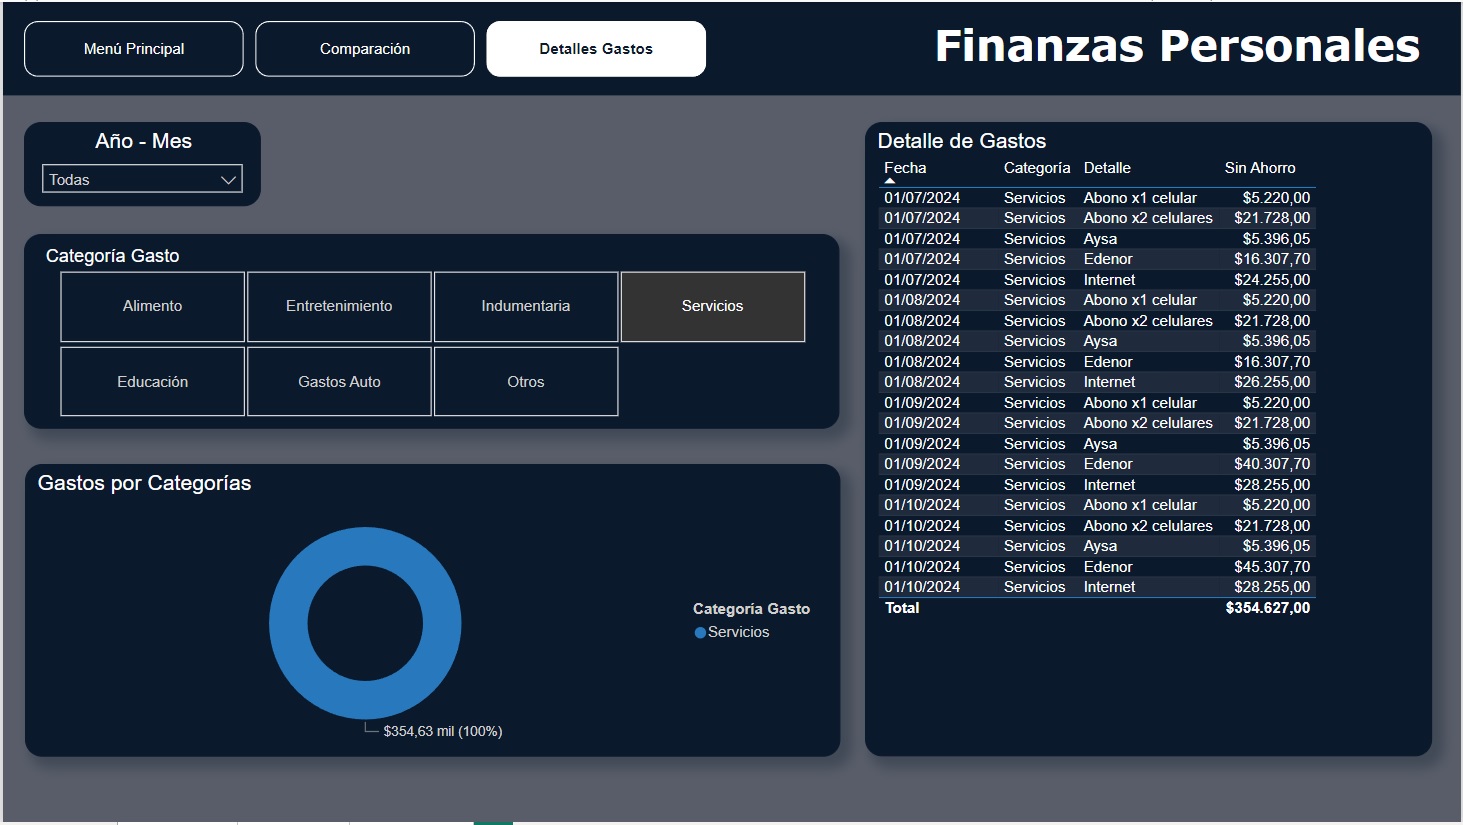 Menú Principal
Comparación
Detalles Gastos
Finanzas Personales
Año - Mes
Todas
Categoría Gasto
Alimento
Entretenimiento
Indumentaria
Servicios
Educación
Gastos Auto
Otros
Gastos por Categorías
$354,63 mil (100%)
Categoría Gasto
Servicios
Detalle de Gastos
Fecha Categoría Detalle Sin Ahorro
01/07/2024 Servicios Abono x1 celular $5.220,00
01/07/2024 Servicios Abono x2 celulares $21.728,00
01/07/2024 Servicios Aysa $5.396,05
01/07/2024 Servicios Edenor $16.307,70
01/07/2024 Servicios Internet $24.255,00
01/08/2024 Servicios Abono x1 celular $5.220,00
01/08/2024 Servicios Abono x2 celulares $21.728,00
01/08/2024 Servicios Aysa $5.396,05
01/08/2024 Servicios Edenor $16.307,70
01/08/2024 Servicios Internet $26.255,00
01/09/2024 Servicios Abono x1 celular $5.220,00
01/09/2024 Servicios Abono x2 celulares $21.728,00
01/09/2024 Servicios Aysa $5.396,05
01/09/2024 Servicios Edenor $40.307,70
01/09/2024 Servicios Internet $28.255,00
01/10/2024 Servicios Abono x1 celular $5.220,00
01/10/2024 Servicios Abono x2 celulares $21.728,00
01/10/2024 Servicios Aysa $5.396,05
01/10/2024 Servicios Edenor $45.307,70
01/10/2024 Servicios Internet $28.255,00
Total $354.627,00